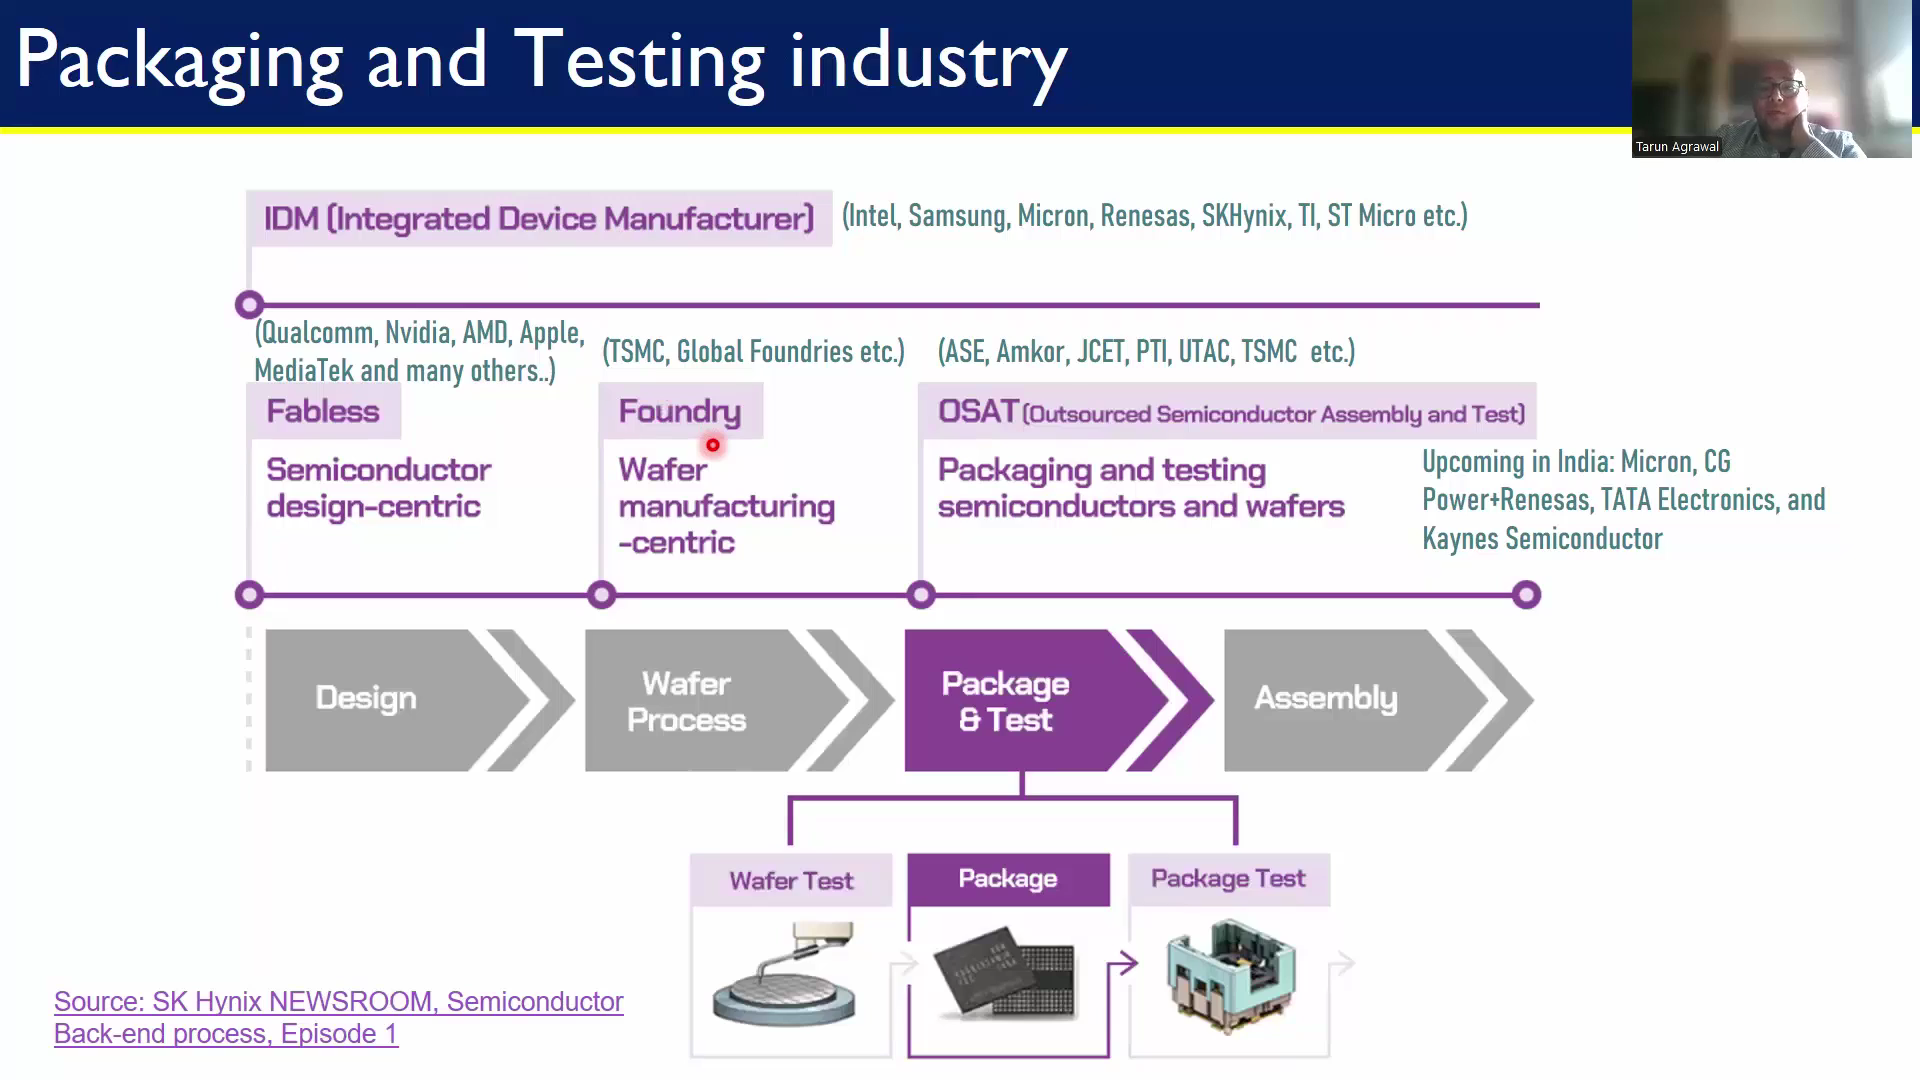 Packaging and Testing industry
Tarun Agrawal
IDM (Integrated Device Manufacturer)
(Intel, Samsung, Micron, Renesas, SKHynix, TI, ST Micro etc.)
(Qualcomm, Nvidia, AMD, Apple,
MediaTek and many others..)
(TSMC, Global Foundries etc.)
(ASE, Amkor, JCET, PTI, UTAC, TSMC etc.)
Fabless
Semiconductor
design-centric
Foundry
Wafer
manufacturing
-centric
OSAT (Outsourced Semiconductor Assembly and Test)
Packaging and testing
semiconductors and wafers
Upcoming in India: Micron, CG
Power+Renesas, TATA Electronics, and
Kaynes Semiconductor
Design
Wafer
Process
Package
& Test
Assembly
Wafer Test
Package
Package Test
Source: SK Hynix NEWSROOM, Semiconductor
Back-end process, Episode 1